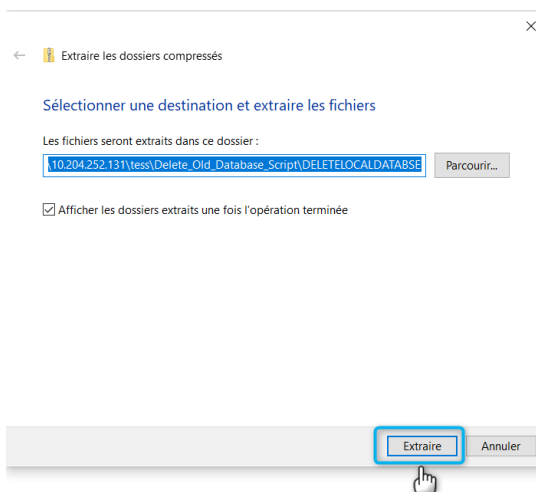 Extraire les dossiers compressés
Sélectionner une destination et extraire les fichiers
Les fichiers seront extraits dans ce dossier :
\10.204.252.131\tess\Delete_Old_Database_Script\DELETELOCALDATABSE
Parcourir...
Afficher les dossiers extraits une fois l'opération terminée
Extraire
Annuler